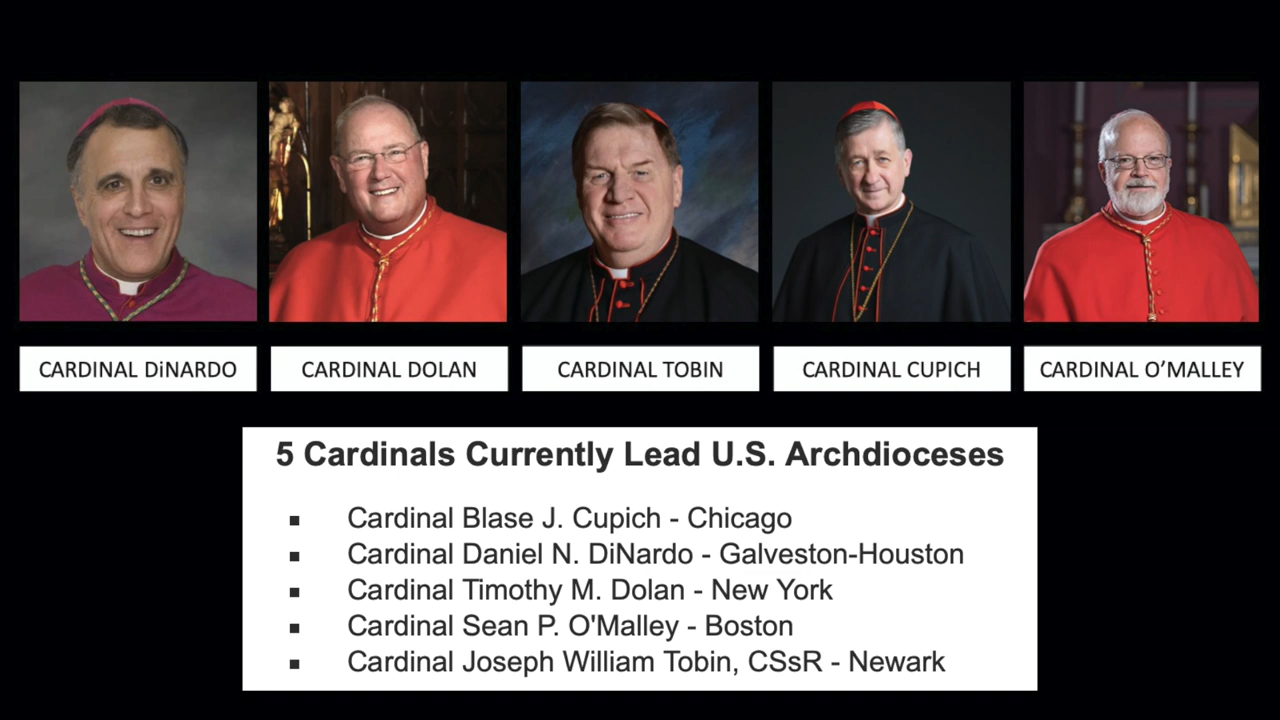 CARDINAL DiNARDO
CARDINAL DOLAN
CARDINAL TOBIN
CARDINAL CUPICH
CARDINAL O’MALLEY
5 Cardinals Currently Lead U.S. Archdioceses
▪ Cardinal Blase J. Cupich - Chicago
▪ Cardinal Daniel N. DiNardo - Galveston-Houston
▪ Cardinal Timothy M. Dolan - New York
▪ Cardinal Sean P. O'Malley - Boston
▪ Cardinal Joseph William Tobin, CSsR - Newark